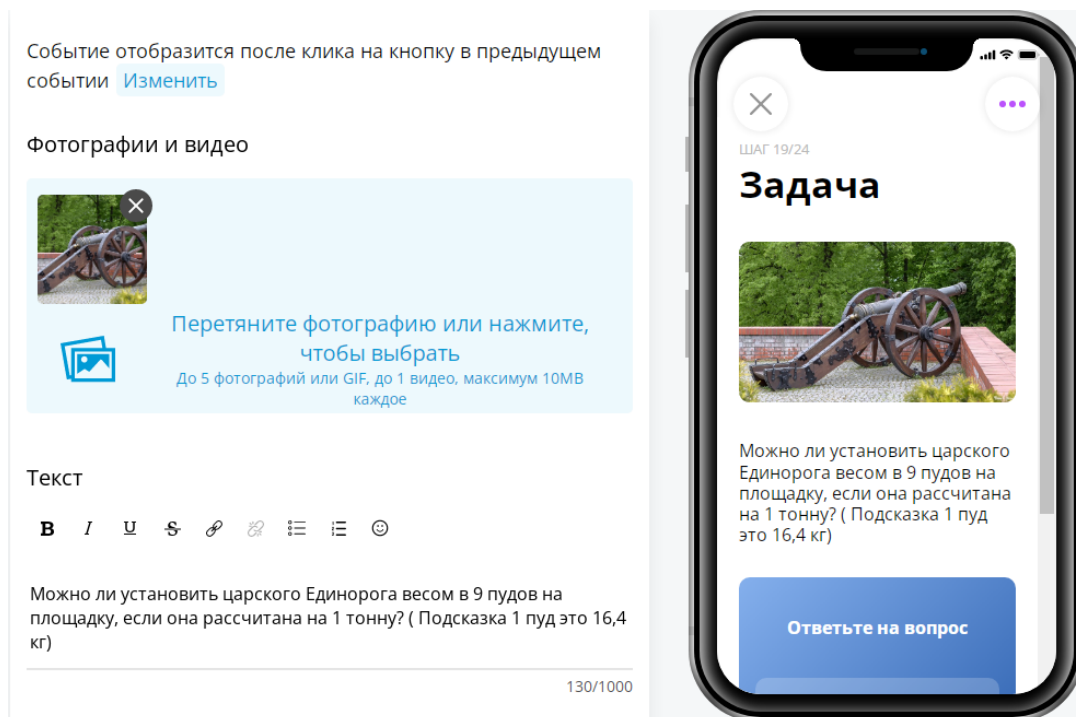 Событие отобразится после клика на кнопку в предыдущем
событии Изменить
Фотографии и видео
Перетяните фотографию или нажмите,
чтобы выбрать
До 5 фотографий или GIF, до 1 видео, максимум 10MB
каждое
Текст
B I U S
Можно ли установить царского Единорога весом в 9 пудов на
площадку, если она рассчитана на 1 тонну? ( Подсказка 1 пуд это 16,4
кг)
130/1000
ШАГ 19/24
Задача
Можно ли установить царского
Единорога весом в 9 пудов на
площадку, если она рассчитана
на 1 тонну? ( Подсказка 1 пуд
это 16,4 кг)
Ответьте на вопрос